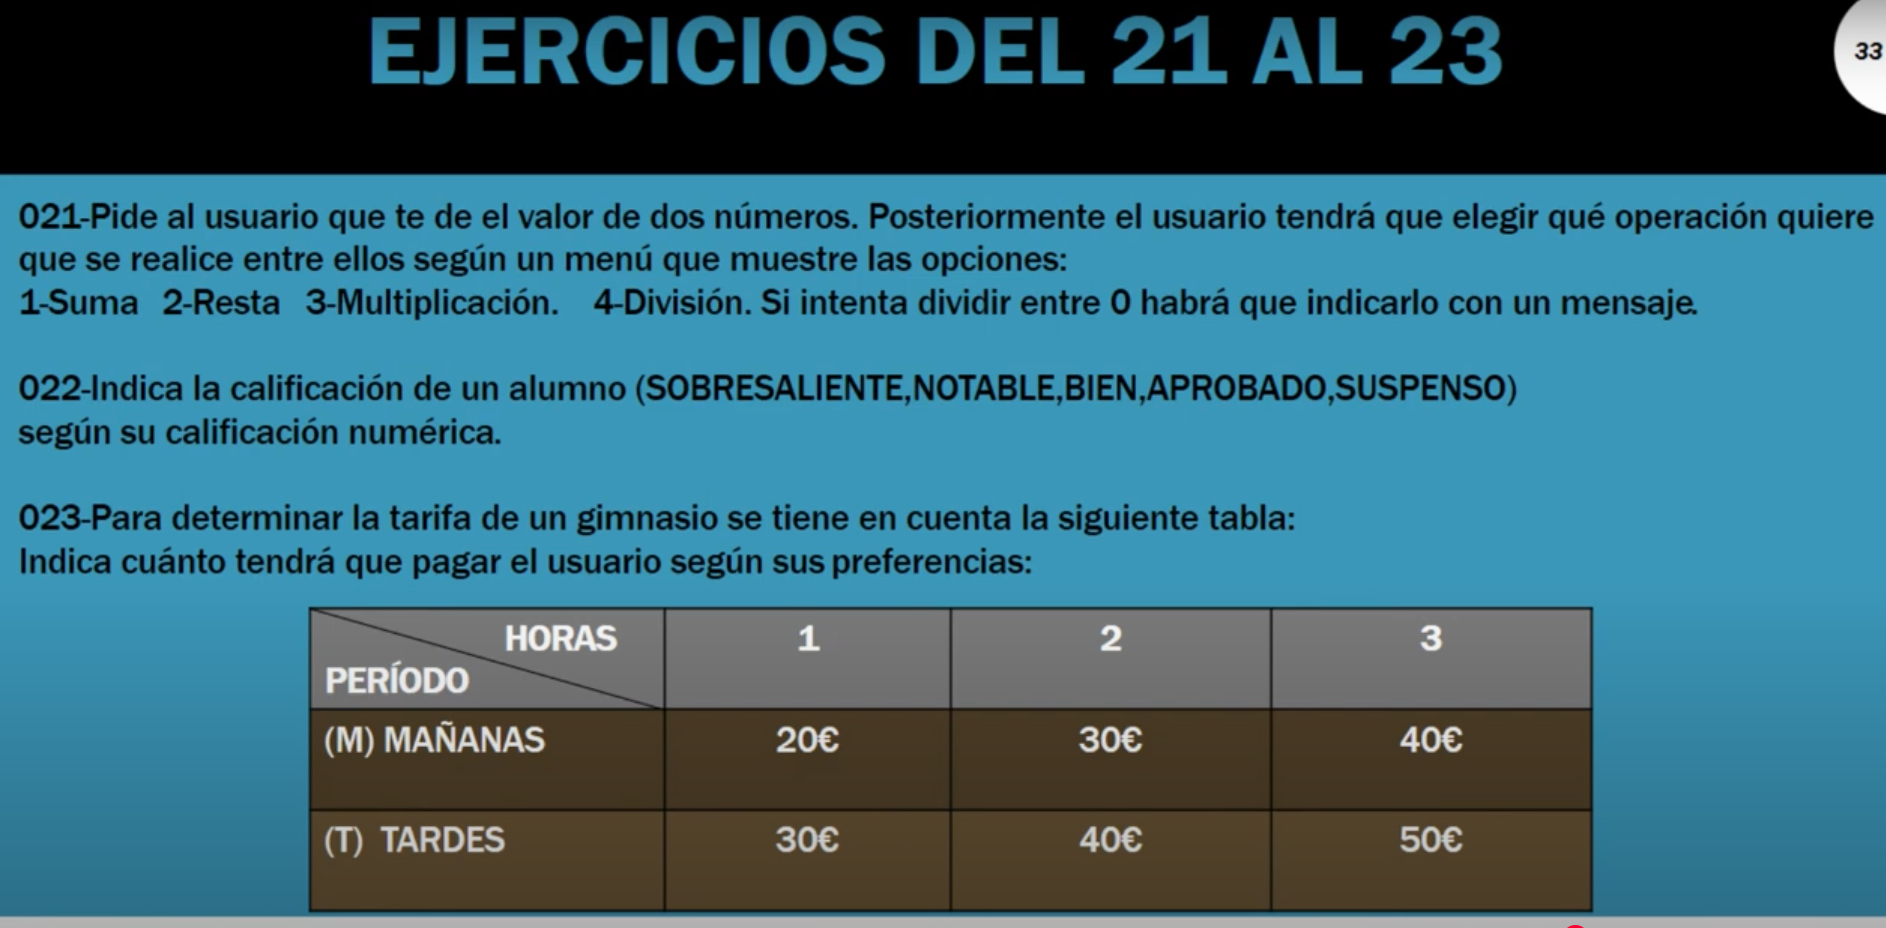 EJERCICIOS DEL 21 AL 23
33
021-Pide al usuario que te de el valor de dos números. Posteriormente el usuario tendrá que elegir qué operación quiere
que se realice entre ellos según un menú que muestre las opciones:
1-Suma 2-Resta 3-Multiplicación. 4-División. Si intenta dividir entre 0 habrá que indicarlo con un mensaje.
022-Indica la calificación de un alumno (SOBRESALIENTE,NOTABLE,BIEN,APROBADO,SUSPENSO)
según su calificación numérica.
023-Para determinar la tarifa de un gimnasio se tiene en cuenta la siguiente tabla:
Indica cuánto tendrá que pagar el usuario según sus preferencias:
HORAS 1 2 3
PERÍODO
(M) MAÑANAS 20€ 30€ 40€
(T) TARDES 30€ 40€ 50€